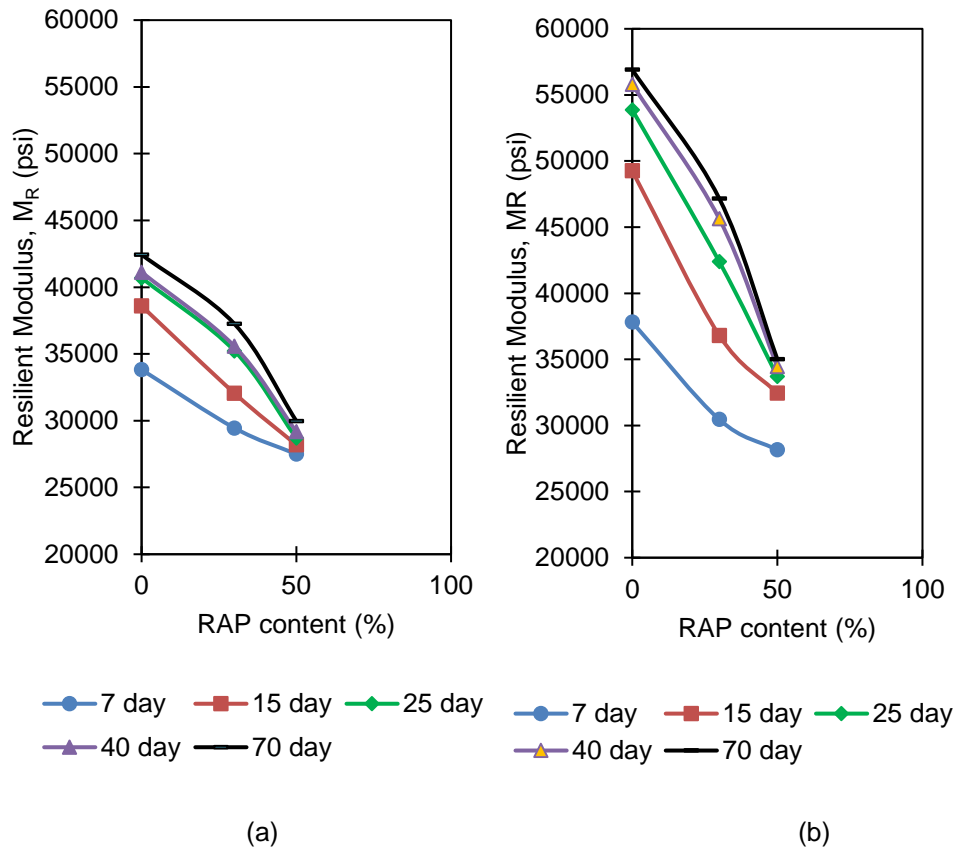 60000
55000
50000
45000
40000
35000
30000
25000
20000
Resilient Modulus, MR (psi)
0 50 100
RAP content (%)
7 day 15 day 25 day
40 day 70 day
(a)
60000
55000
50000
45000
40000
35000
30000
25000
20000
Resilient Modulus, MR (psi)
0 50 100
RAP content (%)
7 day 15 day 25 day
40 day 70 day
(b)